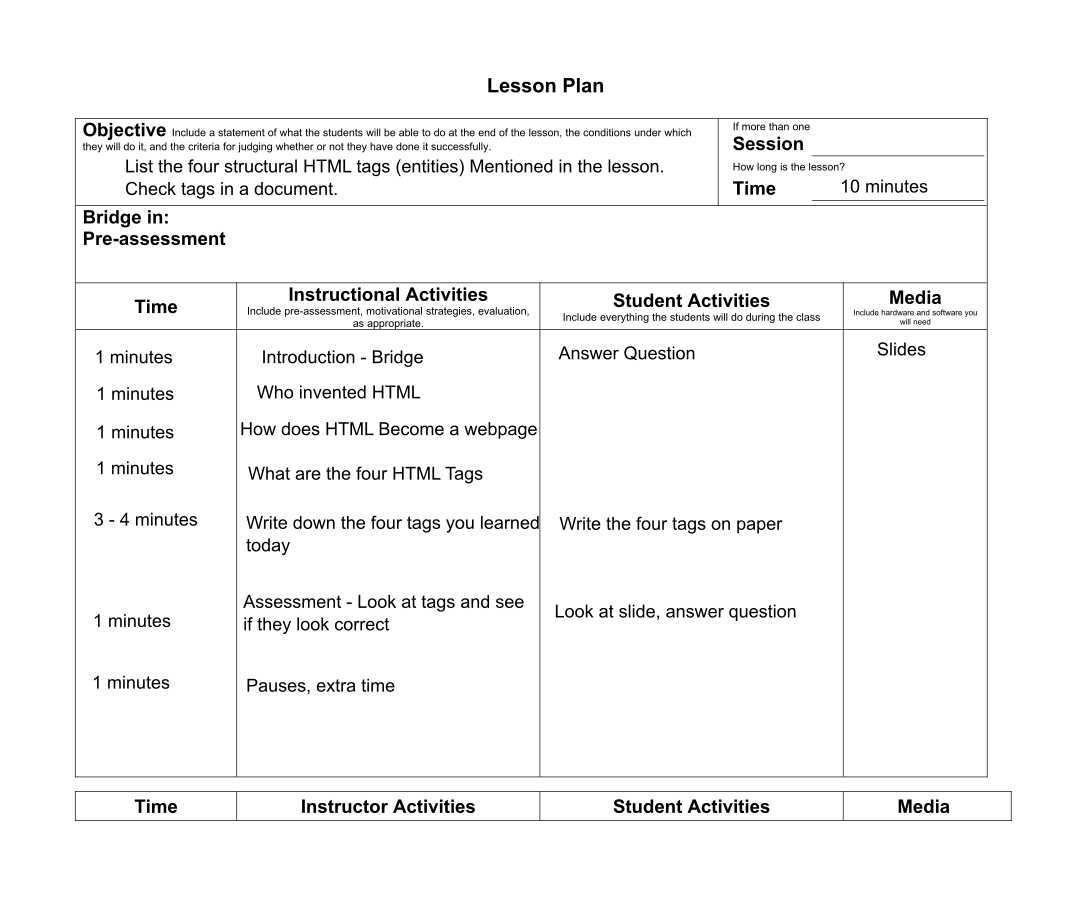 Lesson Plan
Objective Include a statement of what the students will be able to do at the end of the lesson, the conditions under which
they will do it, and the criteria for judging whether or not they have done it successfully.
List the four structural HTML tags (entities) Mentioned in the lesson.
Check tags in a document.
If more than one
Session
How long is the lesson?
Time 10 minutes
Bridge in:
Pre-assessment
Time
Instructional Activities
Include pre-assessment, motivational strategies, evaluation,
as appropriate.
Student Activities
Include everything the students will do during the class
Media
Include hardware and software you
will need
1 minutes Introduction - Bridge Answer Question Slides
1 minutes Who invented HTML
1 minutes How does HTML Become a webpage
1 minutes What are the four HTML Tags
3 - 4 minutes Write down the four tags you learned Write the four tags on paper
today
Assessment - Look at tags and see
1 minutes if they look correct Look at slide, answer question
1 minutes Pauses, extra time
Time Instructor Activities Student Activities Media